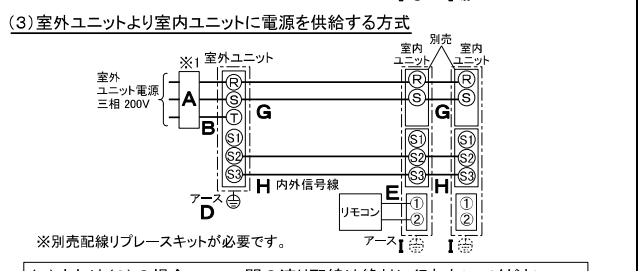 (3)室外ユニットより室内ユニットに電源を供給する方式
※1
室外ユニット
室内
ユニット
別売
室内
ユニット
室外
ユニット電源
三相 200V
A
B
R
S
T
S1
S2
S3
G
H 内外信号線
R
S
S1
S2
S3
G
H
R
S
S1
S2
S3
アース
D
E
リモコン
①
②
①
②
アース I
I
※別売配線リプレースキットが必要です。